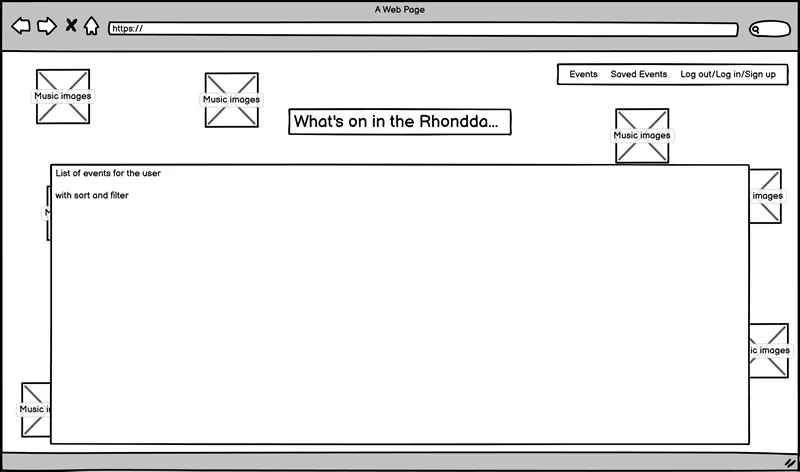 A Web Page
https://
Events Saved Events Log out/Log in/Sign up
Music images
Music images
What's on in the Rhondda...
Music images
List of events for the user
with sort and filter
images
M
ic images
Music i